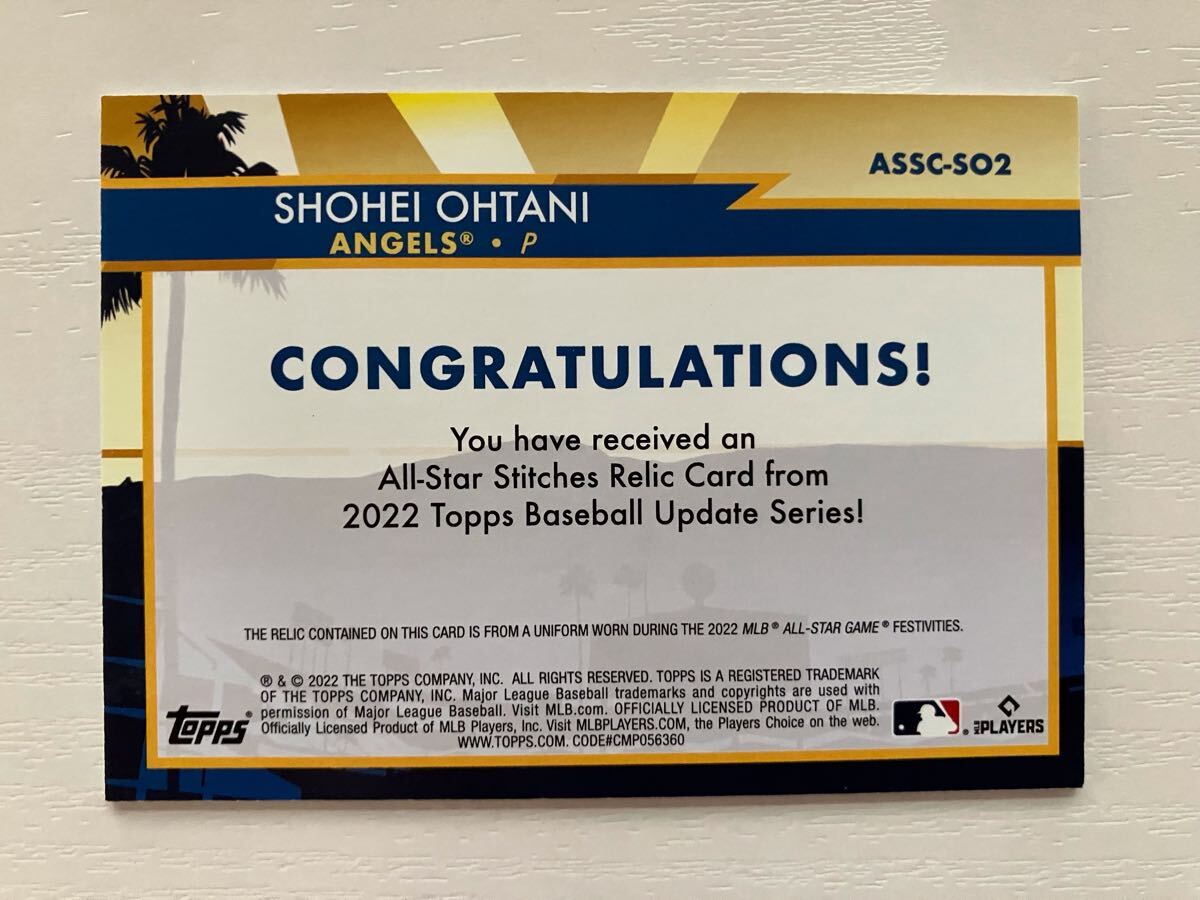 ASSC-SO2
SHOHEI OHTANI
ANGELS® • P
CONGRATULATIONS!
You have received an
All-Star Stitches Relic Card from
2022 Topps Baseball Update Series!
THE RELIC CONTAINED ON THIS CARD IS FROM A UNIFORM WORN DURING THE 2022 MLB® ALL-STAR GAME® FESTIVITIES.
® & © 2022 THE TOPPS COMPANY, INC. ALL RIGHTS RESERVED. TOPPS IS A REGISTERED TRADEMARK
OF THE TOPPS COMPANY, INC. Major League Baseball trademarks and copyrights are used with
permission of Major League Baseball. Visit MLB.com. OFFICIALLY LICENSED PRODUCT OF MLB.
Officially Licensed Product of MLB Players, Inc. Visit MLBPLAYERS.COM, the Players Choice on the web.
WWW.TOPPS.COM. CODE#CMP056360
topps®
®
MLB PLAYERS